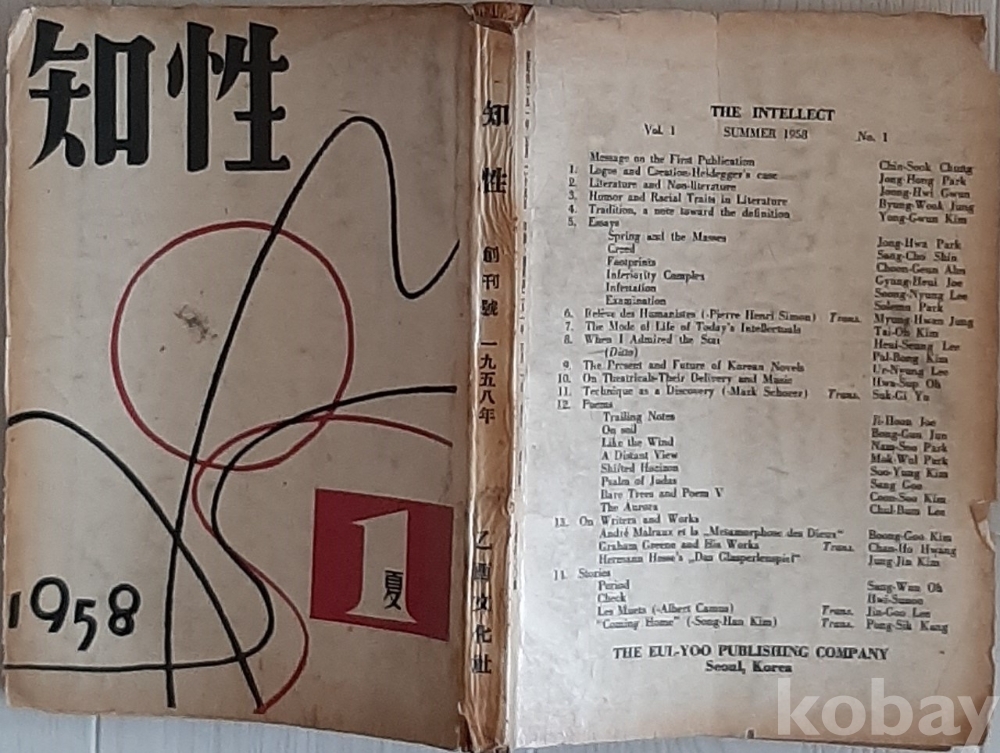 知性
1
夏
1958
知性 創刊號 一九五八年 乙酉文化社
THE INTELLECT
Vol. 1 SUMMER 1958 No. 1
Message on the First Publication Chin-Sook Chung
1. Logos and Creation-Heidegger's case Jong-Hong Park
2. Literature and Non-literature Joong-Hwi Gwun
3. Humor and Racial Traits in Literature Byung-Wook Jung
4. Tradition, a note toward the definition Yong-Gwun Kim
5. Essays
Spring and the Masses Jong-Hwa Park
Creed Sang-Cho Shin
Footprints Choon-Geun Ahn
Inferiority Complex Gyung-Heui Joe
Infestation Soong-Nyung Lee
Examination Park
6. Relève des Humanistes (-Pierre Henri Simon) Trans. Myung Hwan Jung
7. The Mode of Life of Today's Intellectuals Tai-Oh Kim
8. When I Admired the Star Heui-Seung Lee
—(Ditto) Pal-Bong Kim
9. The Present and Future of Korean Novels Ur-Nyung Lee
10. On Theatricals-Their Delivery and Music Hwa-Sup Oh
11. Technique as a Discovery (-Mark Schorer) Trans. Suk-Gi Yu
12. Poems
Trailing Notes Ji-Hoon Joe
On soil Bong-Gun Jun
Like the Wind Nam-Soo Park
A Distant View Mok-Wul Park
Shifted Horizon Soo-Yung Kim
Psalm of Judas Sang Goo
Bare Trees and Poem V Coon-Soo Kim
The Aurora Chul-Bum Lee
13. On Writers and Works
André Malraux et la „Metamorphose des Dieux" Boong-Goo Kim
Graham Greene and His Works Trans. Chan-Ho Hwang
Hermann Hesse's „Das Glasperlenspiel" Jung-Jin Kim
14. Stories
Period Sang-Wun Oh
Check Hwi-
Les Muets (-Albert Camus) Trans. Jin-Goo Lee
"Coming Home" (-Song-Han Kim) Trans. Pong-Sik Kang
THE EUL-YOO PUBLISHING COMPANY
Seoul, Korea
kobay